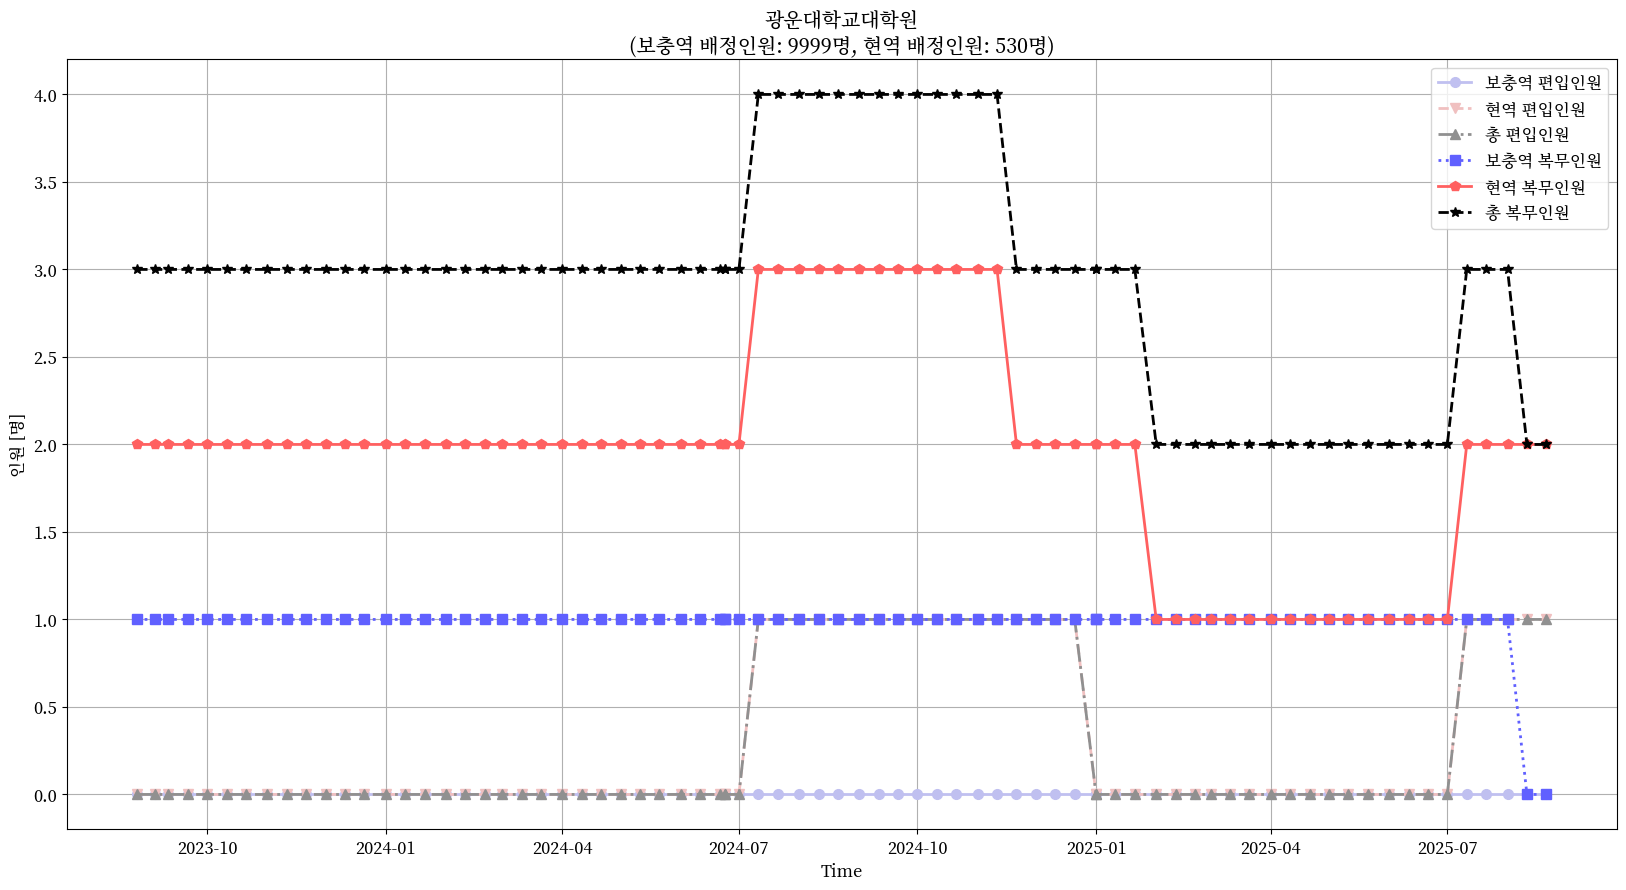 광운대학교대학원
(보충역 배정인원: 9999명, 현역 배정인원: 530명)
보충역 편입인원
현역 편입인원
총 편입인원
보충역 복무인원
현역 복무인원
총 복무인원
인원 [명]
4.0
3.5
3.0
2.5
2.0
1.5
1.0
0.5
0.0
2023-10
2024-01
2024-04
2024-07
2024-10
2025-01
2025-04
2025-07
Time